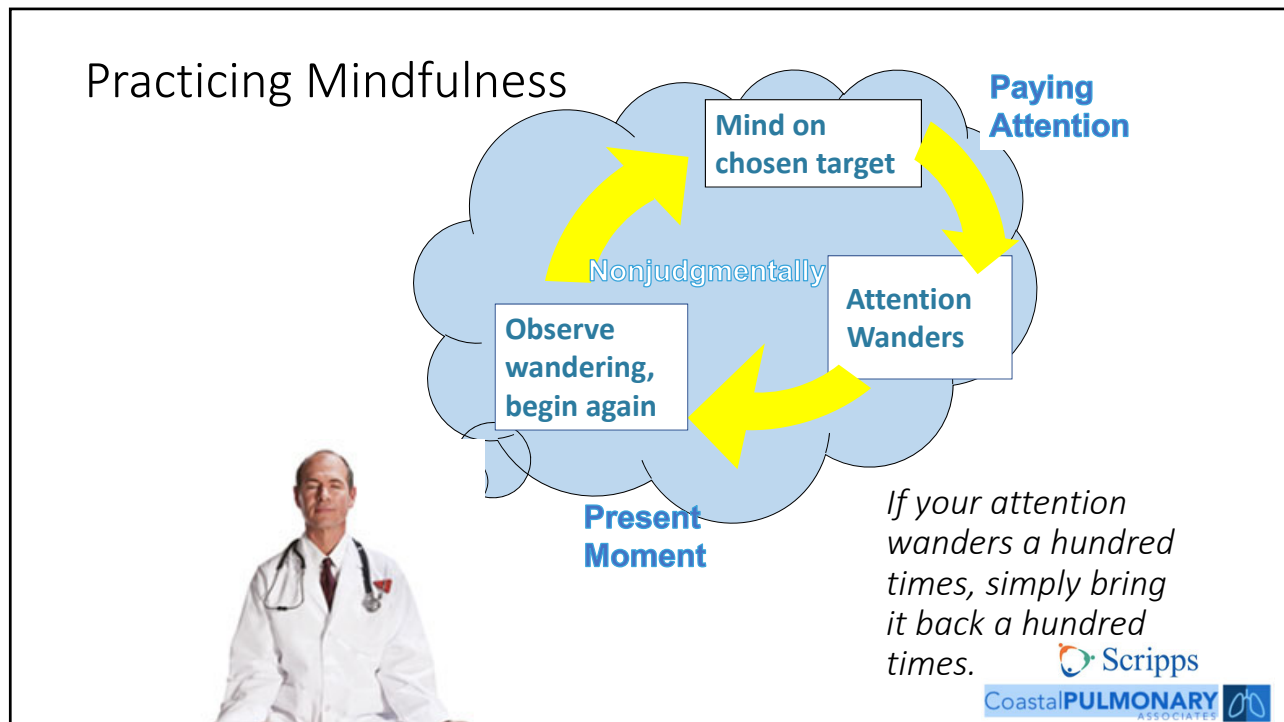 Practicing Mindfulness
Paying
Attention
Mind on
chosen target
Nonjudgmentally
Attention
Wanders
Observe
wandering,
begin again
Present
Moment
If your attention
wanders a hundred
times, simply bring
it back a hundred
times.
Scripps
CoastalPULMONARY
ASSOCIATES